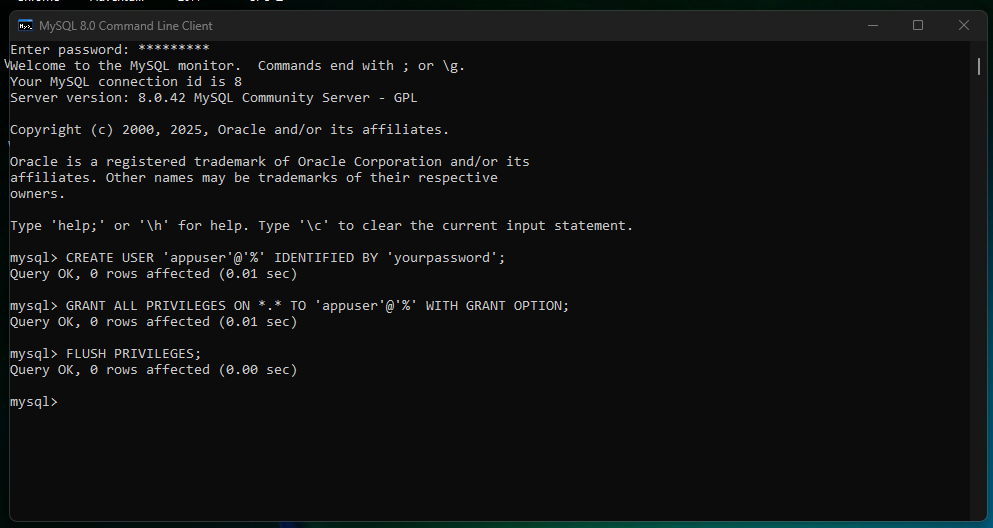 MySQL 8.0 Command Line Client
Enter password: *********
Welcome to the MySQL monitor.  Commands end with ; or \g.
Your MySQL connection id is 8
Server version: 8.0.42 MySQL Community Server - GPL
Copyright (c) 2000, 2025, Oracle and/or its affiliates.
Oracle is a registered trademark of Oracle Corporation and/or its
affiliates. Other names may be trademarks of their respective
owners.
Type 'help;' or '\h' for help. Type '\c' to clear the current input statement.
mysql> CREATE USER 'appuser'@'%' IDENTIFIED BY 'yourpassword';
Query OK, 0 rows affected (0.01 sec)
mysql> GRANT ALL PRIVILEGES ON *.* TO 'appuser'@'%' WITH GRANT OPTION;
Query OK, 0 rows affected (0.01 sec)
mysql> FLUSH PRIVILEGES;
Query OK, 0 rows affected (0.00 sec)
mysql>